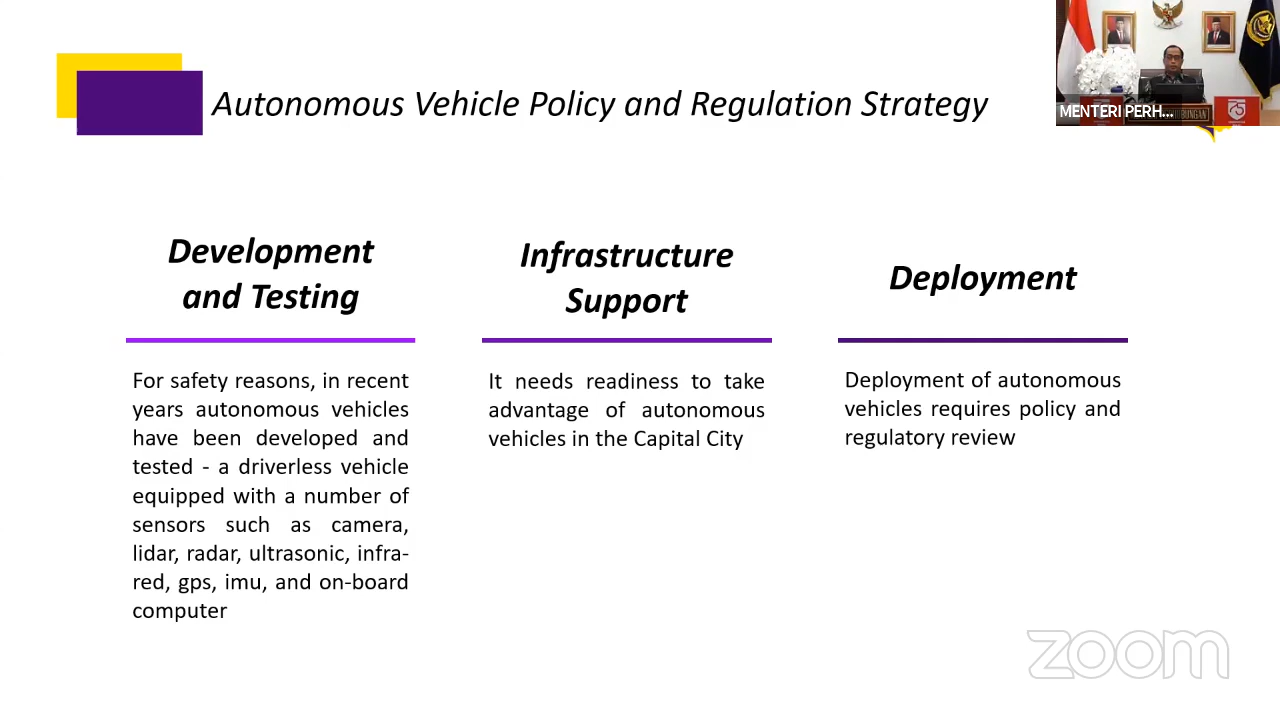 Autonomous Vehicle Policy and Regulation Strategy
MENTERI PERH...
75
Development
and Testing
For safety reasons, in recent
years autonomous vehicles
have been developed and
tested - a driverless vehicle
equipped with a number of
sensors such as camera,
lidar, radar, ultrasonic, infra-
red, gps, imu, and on-board
computer
Infrastructure
Support
It needs readiness to take
advantage of autonomous
vehicles in the Capital City
Deployment
Deployment of autonomous
vehicles requires policy and
regulatory review
zoom